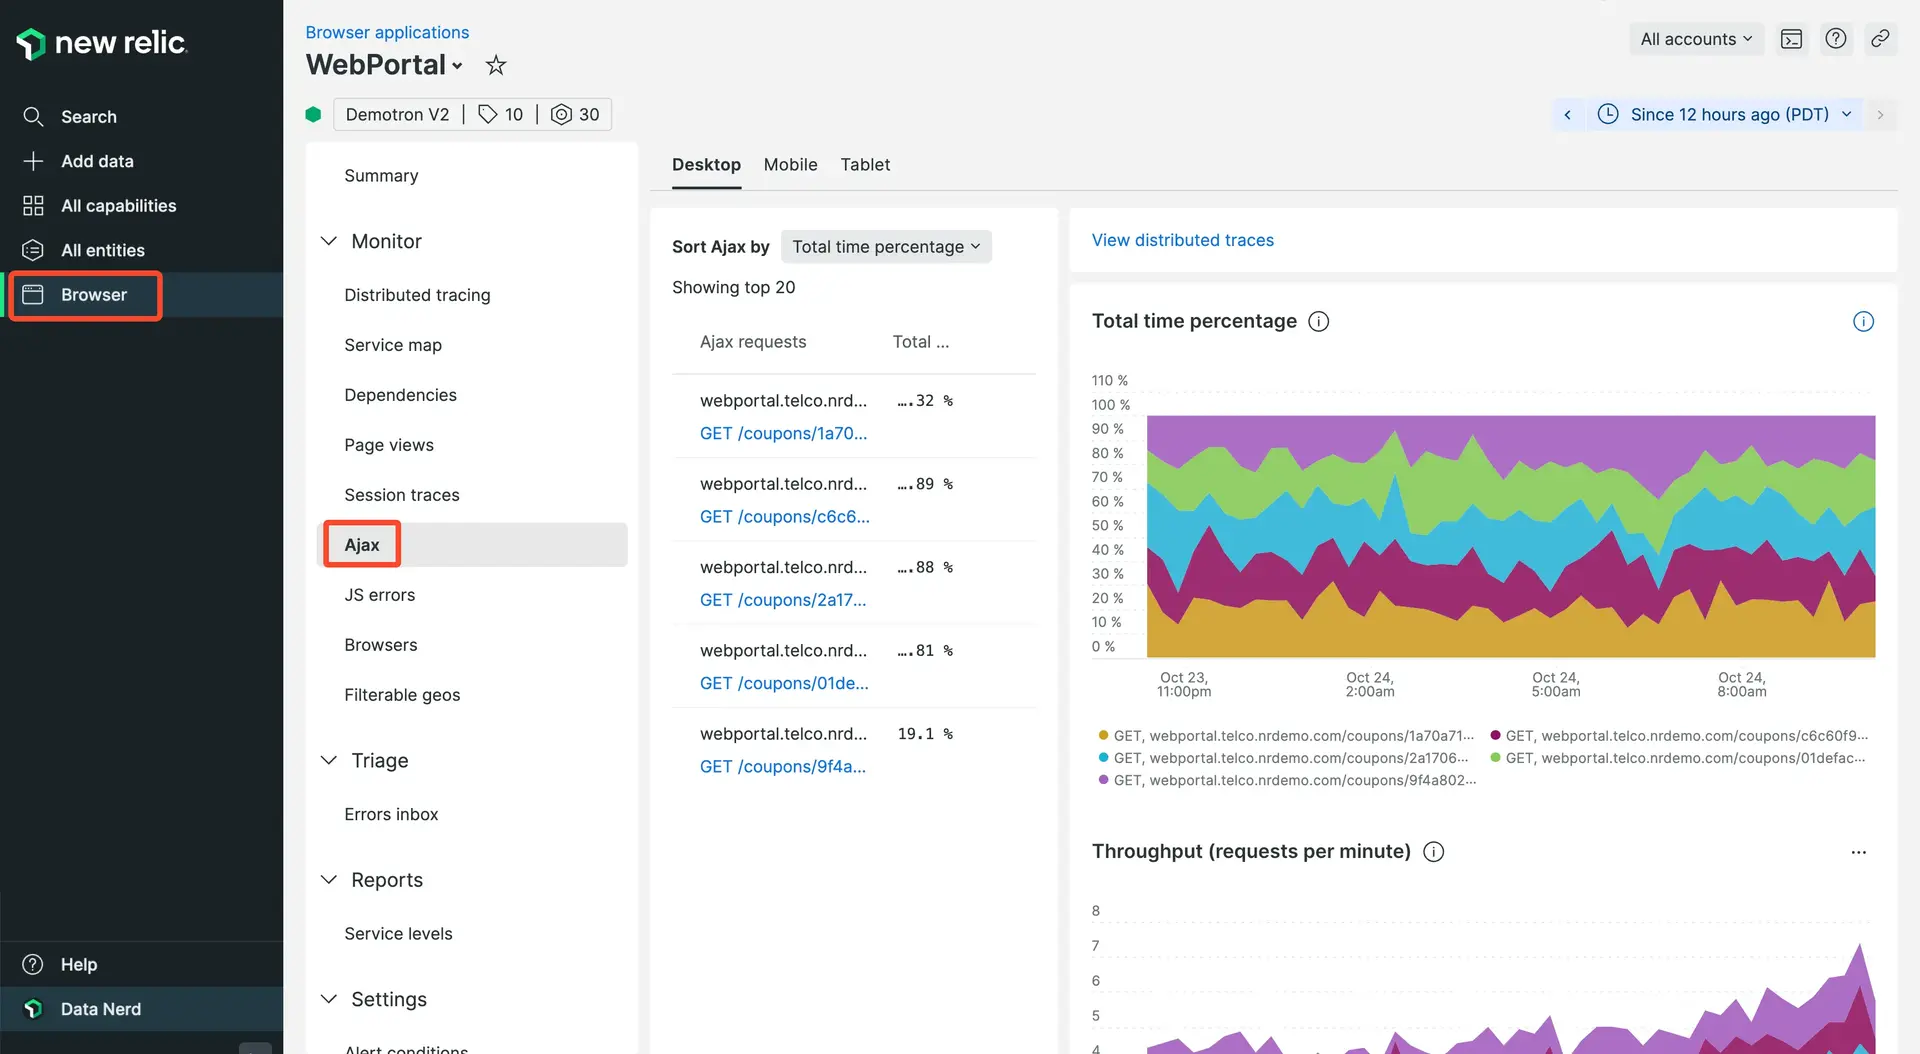 new relic
Search
Add data
All capabilities
All entities
Browser
Help
Data Nerd
Browser applications
WebPortal
Demotron V2 | 10 | 30
All accounts
Since 12 hours ago (PDT)
Summary
Monitor
Distributed tracing
Service map
Dependencies
Page views
Session traces
Ajax
JS errors
Browsers
Filterable geos
Triage
Errors inbox
Reports
Service levels
Settings
Alert conditions
Desktop Mobile Tablet
Sort Ajax by Total time percentage
Showing top 20
Ajax requests Total ...
webportal.telco.nrd... ….32 %
GET /coupons/1a70...
webportal.telco.nrd... ….89 %
GET /coupons/c6c6...
webportal.telco.nrd... ….88 %
GET /coupons/2a17...
webportal.telco.nrd... ….81 %
GET /coupons/01de...
webportal.telco.nrd... 19.1 %
GET /coupons/9f4a...
View distributed traces
Total time percentage
110 %
100 %
90 %
80 %
70 %
60 %
50 %
40 %
30 %
20 %
10 %
0 %
Oct 23, 11:00pm
Oct 24, 2:00am
Oct 24, 5:00am
Oct 24, 8:00am
GET, webportal.telco.nrdemo.com/coupons/1a70a71...
GET, webportal.telco.nrdemo.com/coupons/c6c60f9...
GET, webportal.telco.nrdemo.com/coupons/2a1706...
GET, webportal.telco.nrdemo.com/coupons/01defac...
GET, webportal.telco.nrdemo.com/coupons/9f4a802...
Throughput (requests per minute)
8
7
6
5
4